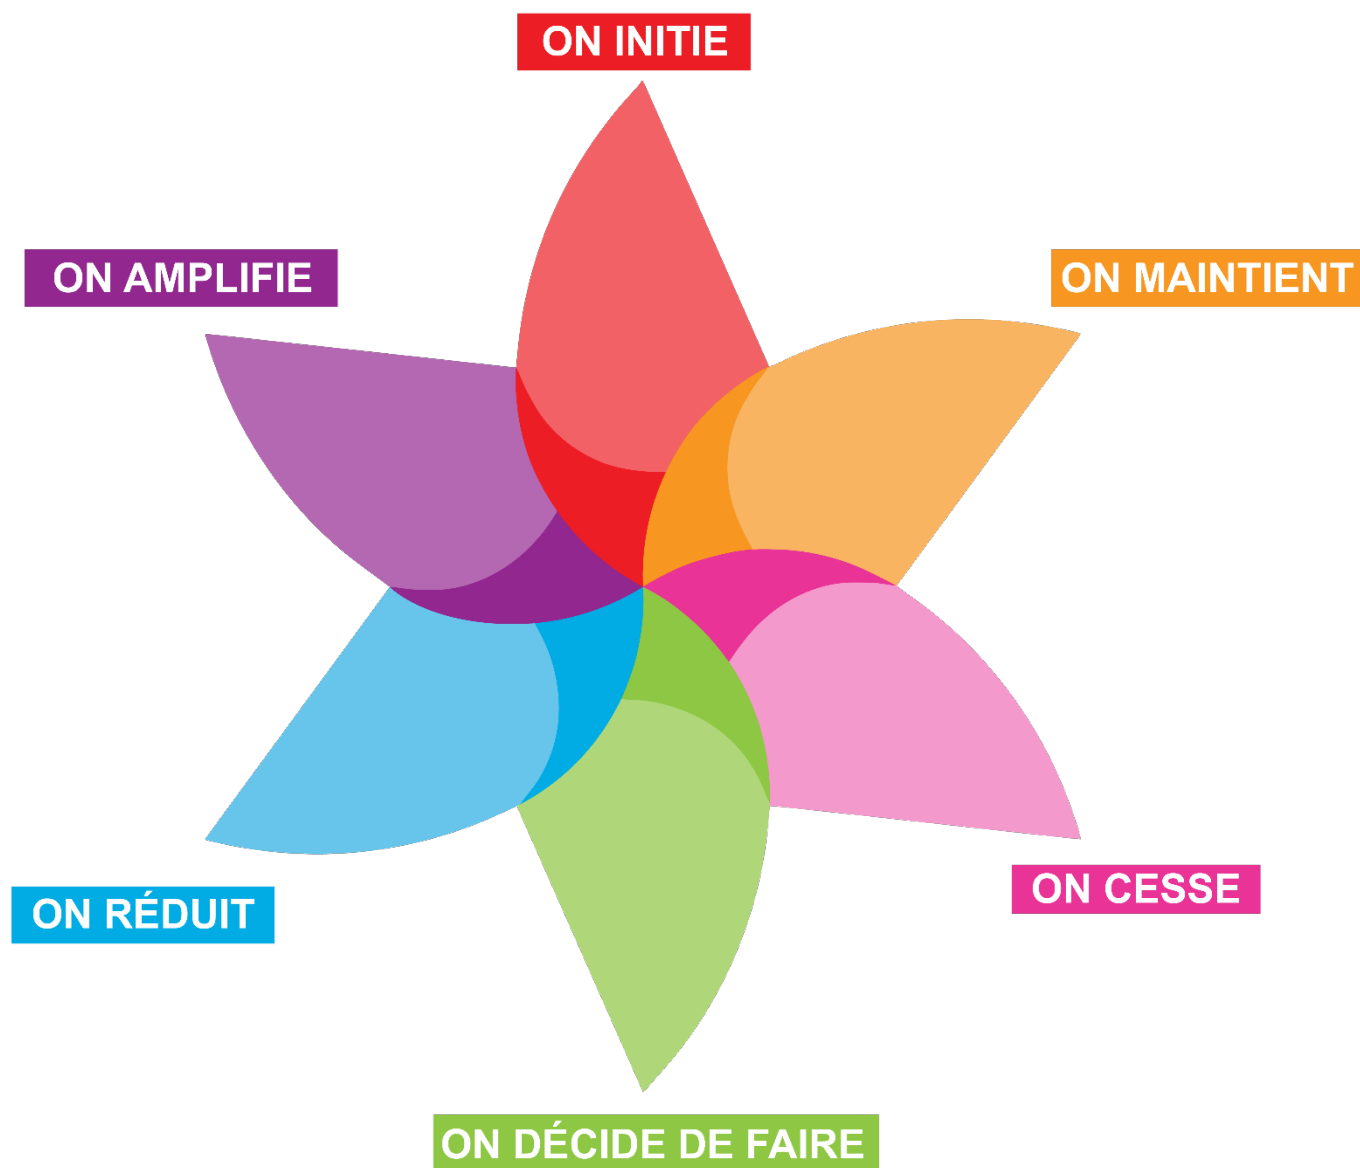 ON INITIE
ON AMPLIFIE
ON MAINTIENT
ON RÉDUIT
ON CESSE
ON DÉCIDE DE FAIRE